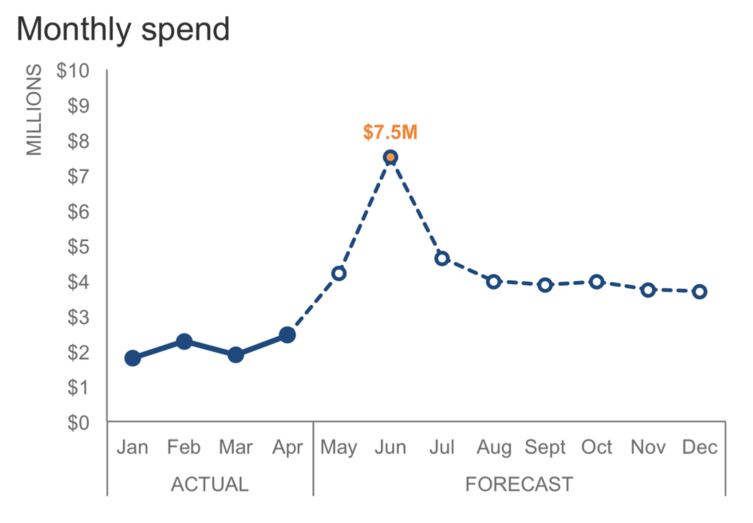 Monthly spend
MILLIONS
$10
$9
$8
$7
$6
$5
$4
$3
$2
$1
$0
$7.5M
Jan Feb Mar Apr May Jun Jul Aug Sept Oct Nov Dec
ACTUAL FORECAST